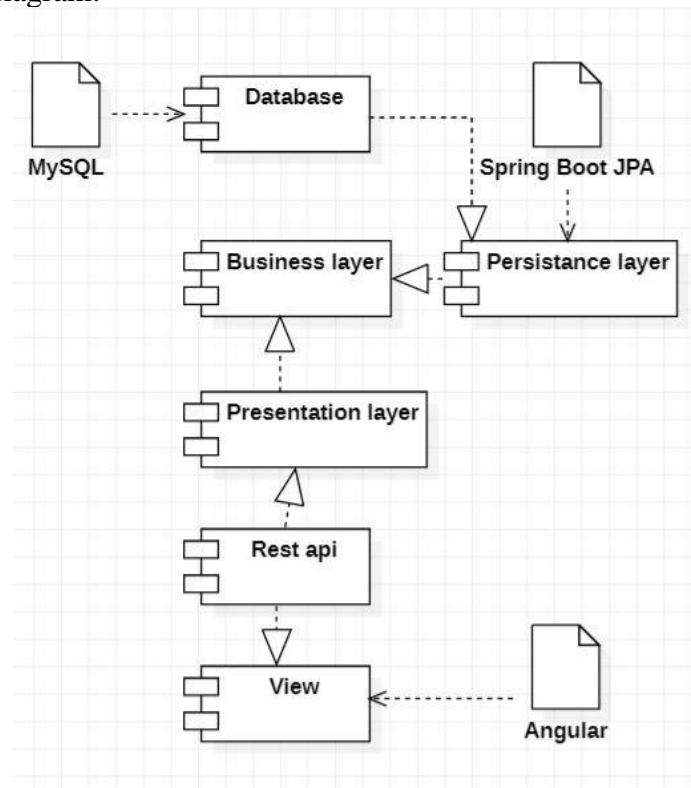 Database
MySQL
Spring Boot JPA
Business layer
Persistance layer
Presentation layer
Rest api
View
Angular